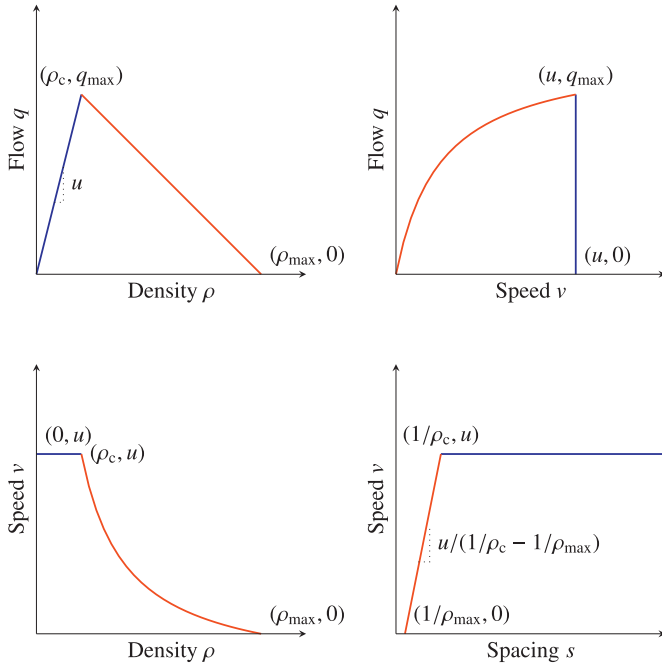 (ρc, qmax)
Flow q
u
(ρmax, 0)
Density ρ
(u, qmax)
Flow q
(u, 0)
Speed v
(0, u)
(ρc, u)
Speed v
(ρmax, 0)
Density ρ
(1/ρc, u)
Speed v
u/(1/ρc − 1/ρmax)
(1/ρmax, 0)
Spacing s